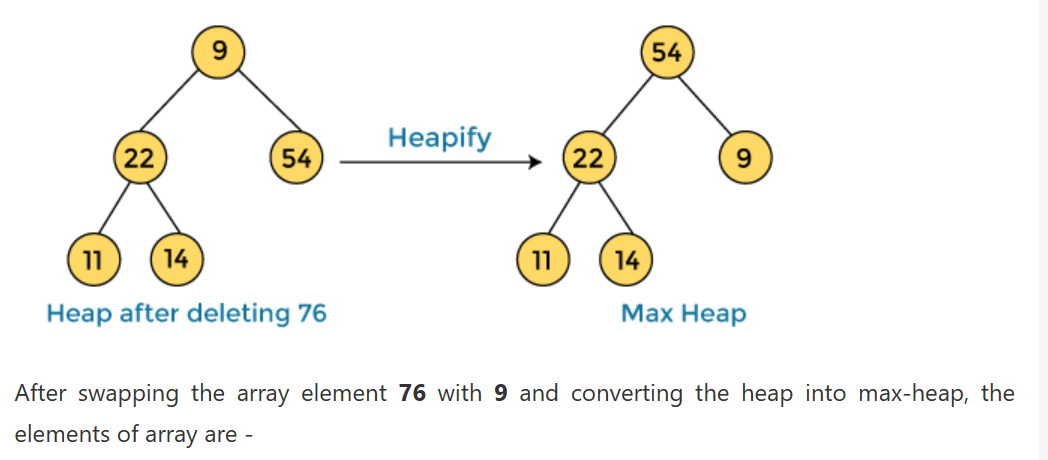 9
54
Heapify
22
54
22
9
11
14
11
14
Heap after deleting 76
Max Heap
After swapping the array element 76 with 9 and converting the heap into max-heap, the
elements of array are -